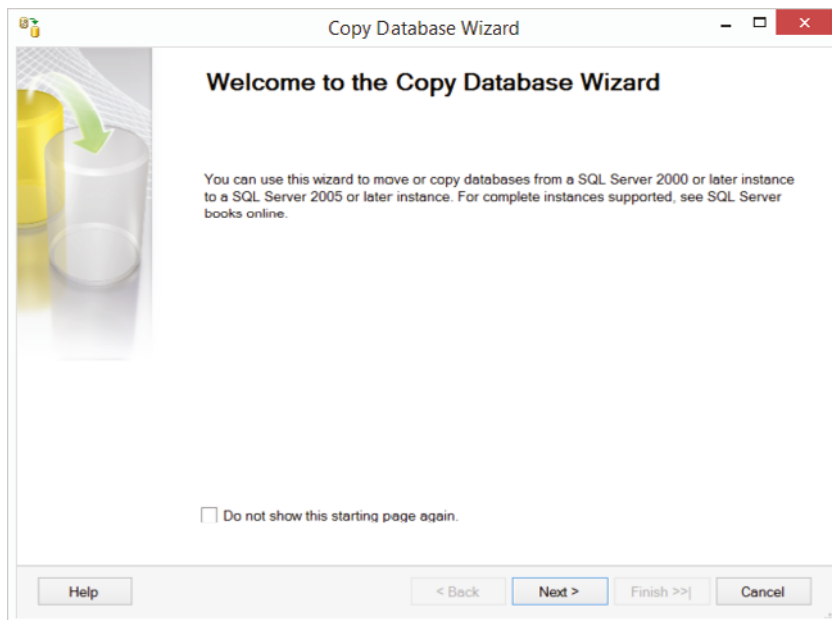 Copy Database Wizard
Welcome to the Copy Database Wizard
You can use this wizard to move or copy databases from a SQL Server 2000 or later instance
to a SQL Server 2005 or later instance. For complete instances supported, see SQL Server
books online.
Do not show this starting page again.
Help
< Back
Next >
Finish >>|
Cancel